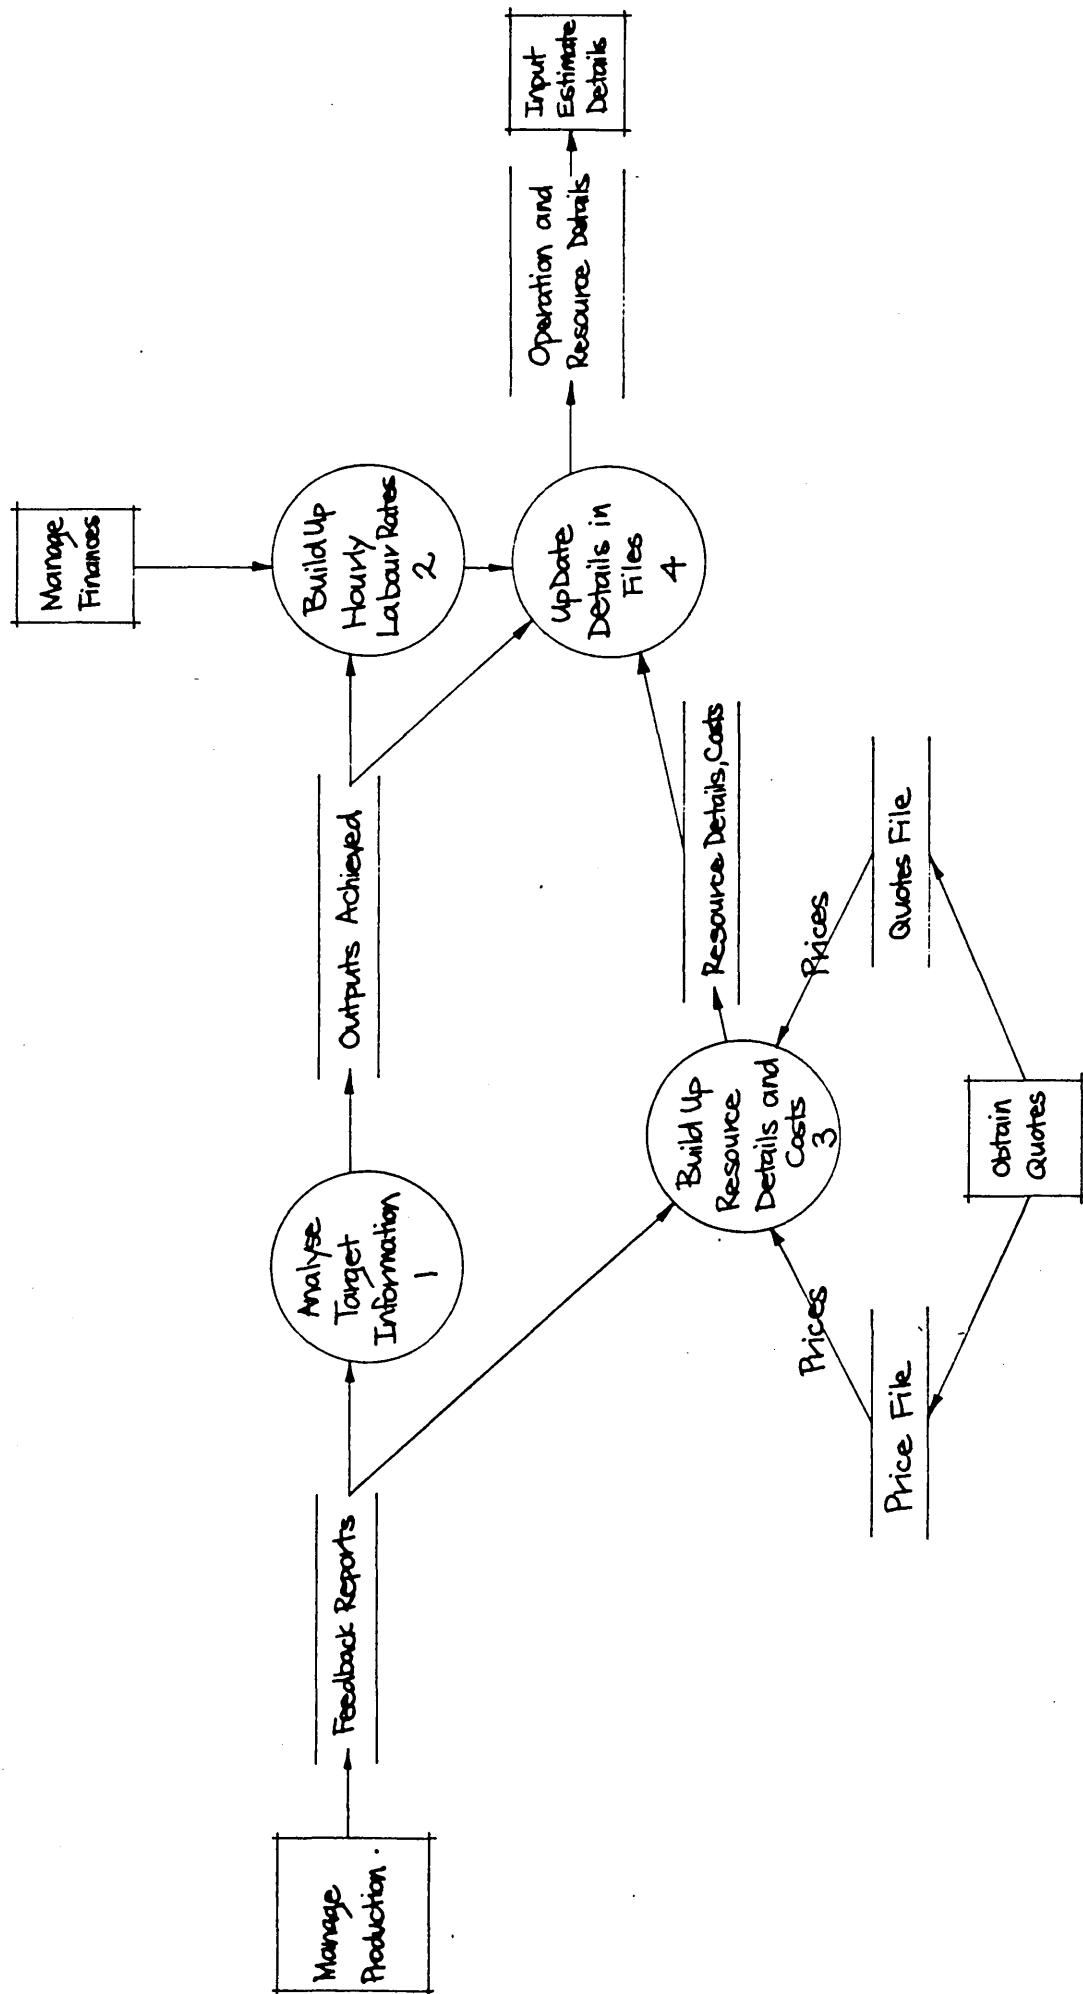 Manage
Finances
Manage
Production.
Feedback Reports
Analyse
Target
Information
1
Outputs Achieved
Build Up
Hourly
Labour Rates
2
UpDate
Details in
Files
4
Operation and
Resource Details
Input
Estimate
Details
Build Up
Resource
Details and
Costs
3
Resource Details, Costs
Prices
Prices
Price File
Quotes File
Obtain
Quotes